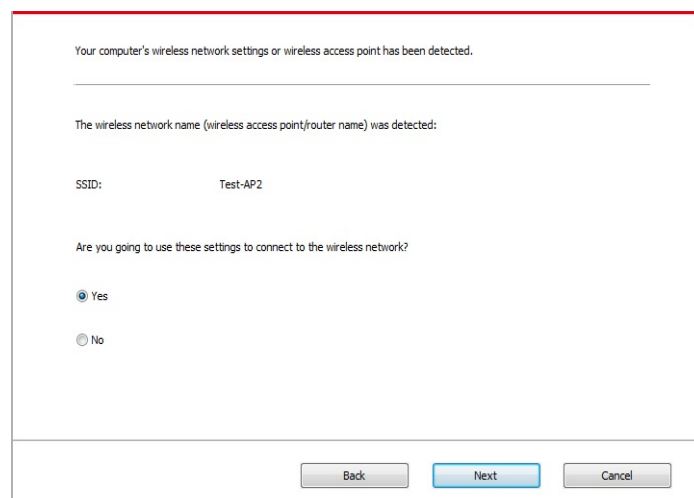 Your computer's wireless network settings or wireless access point has been detected.
The wireless network name (wireless access point/router name) was detected:
SSID: Test-AP2
Are you going to use these settings to connect to the wireless network?
Yes
No
Back Next Cancel